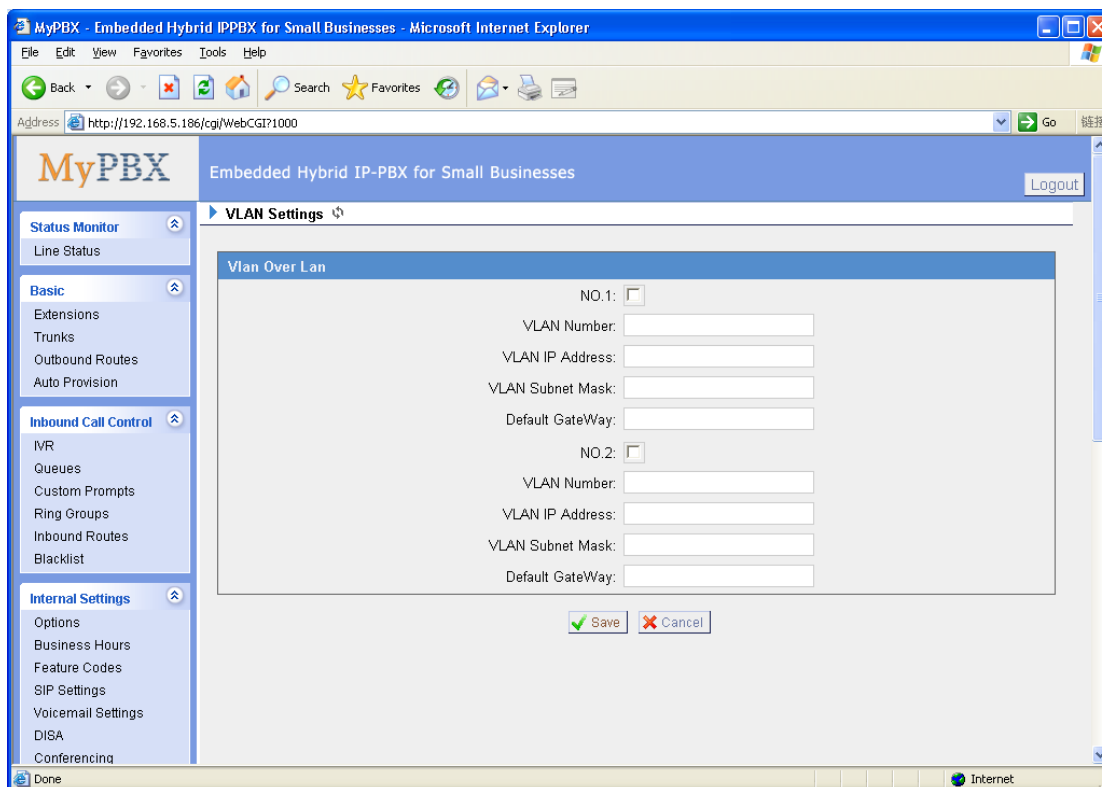 MyPBX - Embedded Hybrid IPPBX for Small Businesses - Microsoft Internet Explorer
File Edit View Favorites Tools Help
Back Search Favorites
Address http://192.168.5.186/cgi/WebCGI?1000 Go 链接
MyPBX
Embedded Hybrid IP-PBX for Small Businesses
Logout
VLAN Settings
Status Monitor
Line Status
Basic
Extensions
Trunks
Outbound Routes
Auto Provision
Inbound Call Control
IVR
Queues
Custom Prompts
Ring Groups
Inbound Routes
Blacklist
Internal Settings
Options
Business Hours
Feature Codes
SIP Settings
Voicemail Settings
DISA
Conferencing
Vlan Over Lan
NO.1:
VLAN Number:
VLAN IP Address:
VLAN Subnet Mask:
Default GateWay:
NO.2:
VLAN Number:
VLAN IP Address:
VLAN Subnet Mask:
Default GateWay:
Save Cancel
Done Internet